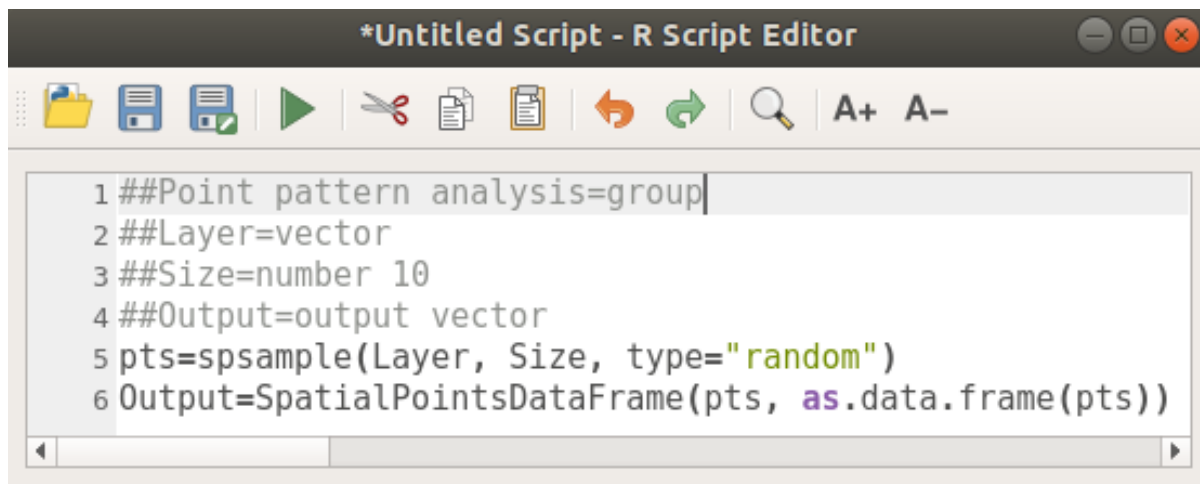 *Untitled Script - R Script Editor
A+ A-
1 ##Point pattern analysis=group
2 ##Layer=vector
3 ##Size=number 10
4 ##Output=output vector
5 pts=spsample(Layer, Size, type="random")
6 Output=SpatialPointsDataFrame(pts, as.data.frame(pts))